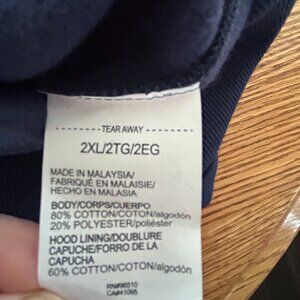 TEAR AWAY
2XL/2TG/2EG
MADE IN MALAYSIA/
FABRIQUÉ EN MALAISIE/
HECHO EN MALASIA
BODY/CORPS/CUERPO
80% COTTON/COTON/algodón
20% POLYESTER/poliéster
HOOD LINING/DOUBLURE
CAPUCHE/FORRO DE LA
CAPUCHA
60% COTTON/COTON/algodón
RN#96510
CA#41095